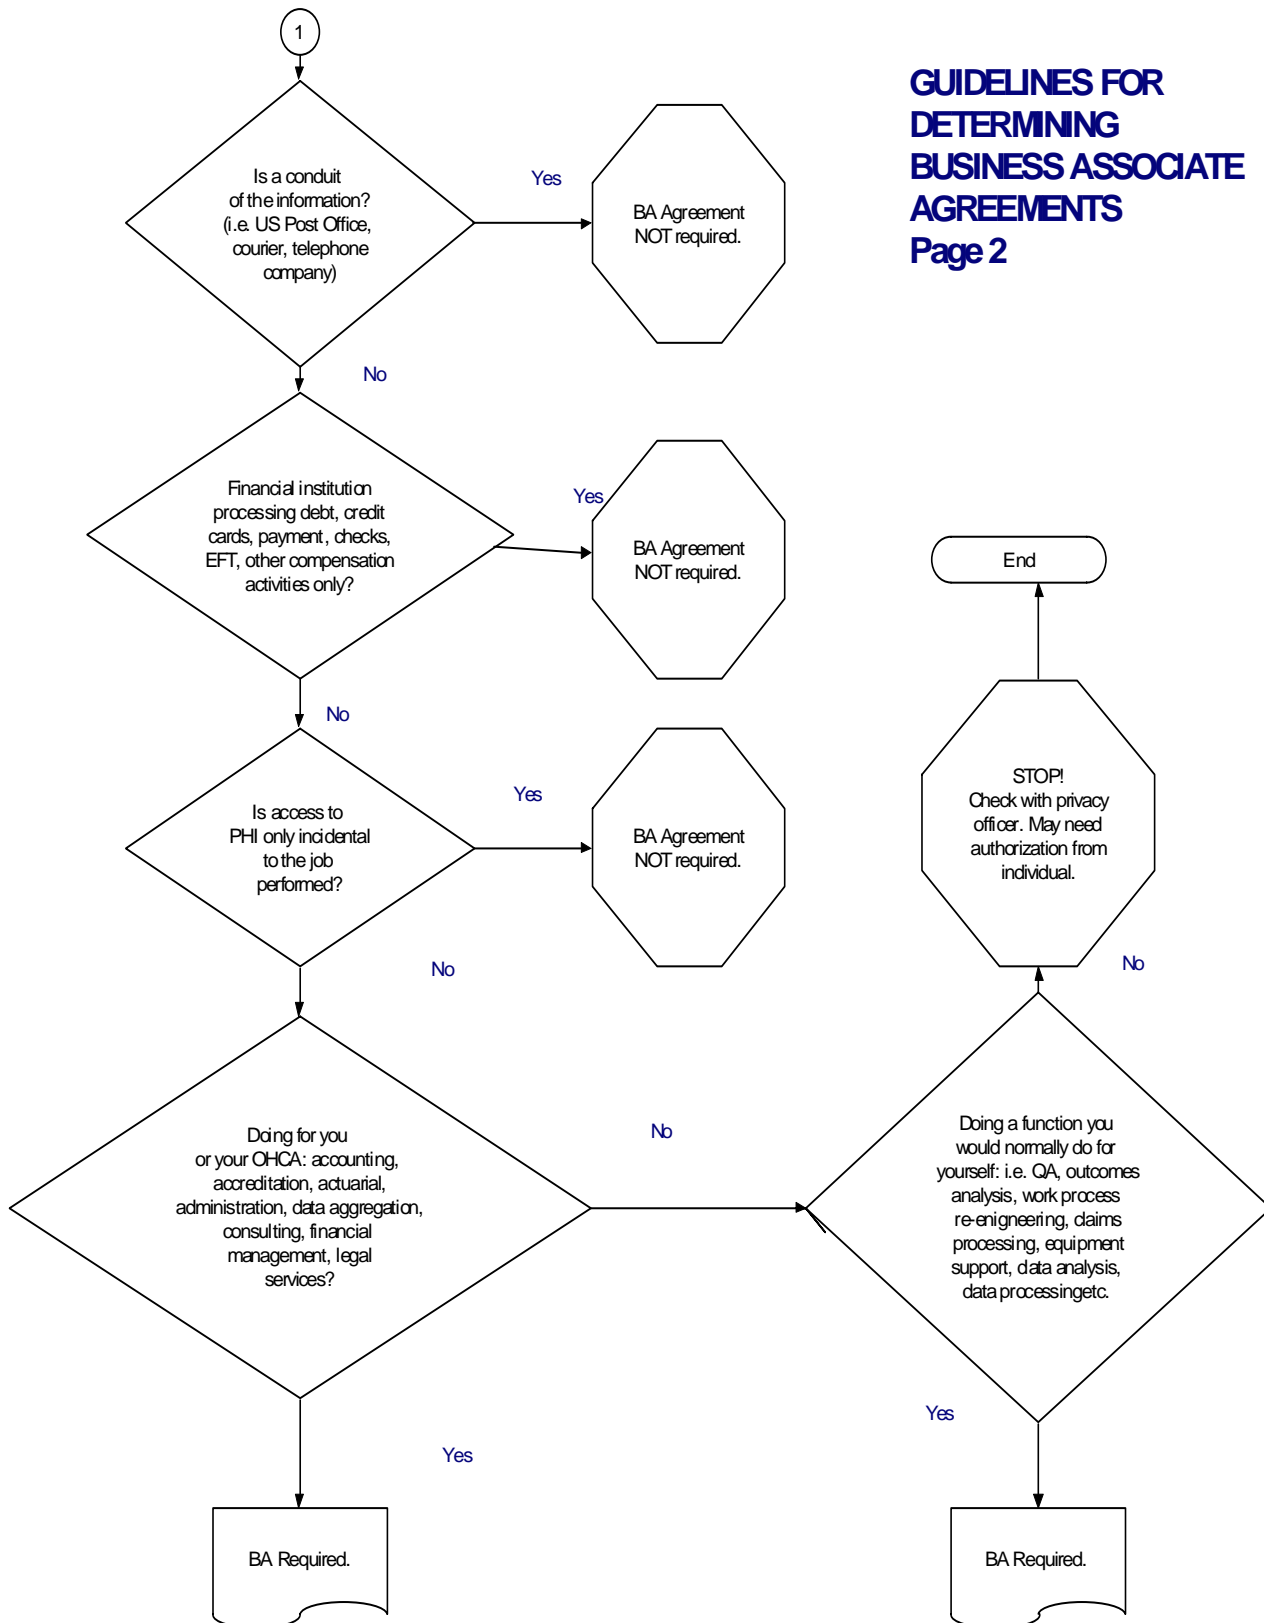 1
GUIDELINES FOR
DETERMINING
BUSINESS ASSOCIATE
AGREEMENTS
Page 2
Is a conduit
of the information?
(i.e. US Post Office,
courier, telephone
company)
Yes
BA Agreement
NOT required.
No
Financial institution
processing debt, credit
cards, payment, checks,
EFT, other compensation
activities only?
Yes
BA Agreement
NOT required.
No
Is access to
PHI only incidental
to the job
performed?
Yes
BA Agreement
NOT required.
No
Doing for you
or your OHCA: accounting,
accreditation, actuarial,
administration, data aggregation,
consulting, financial
management, legal
services?
No
Yes
BA Required.
Doing a function you
would normally do for
yourself: i.e. QA, outcomes
analysis, work process
re-enigneering, claims
processing, equipment
support, data analysis,
data processingetc.
No
STOP!
Check with privacy
officer. May need
authorization from
individual.
End
Yes
BA Required.